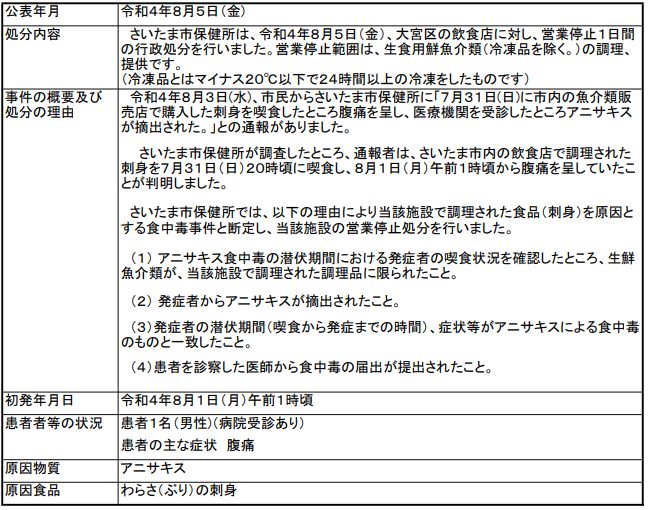 公表年月 令和4年8月5日(金)
処分内容 さいたま市保健所は、令和4年8月5日(金)、大宮区の飲食店に対し、営業停止1日間
の行政処分を行いました。営業停止範囲は、生食用鮮魚介類(冷凍品を除く。)の調理、
提供です。
(冷凍品とはマイナス20℃以下で24時間以上の冷凍をしたものです)
事件の概要及び 令和4年8月3日(水)、市民からさいたま市保健所に「7月31日(日)に市内の魚介類販
処分の理由 売店で購入した刺身を喫食したところ腹痛を呈し、医療機関を受診したところアニサキス
が摘出された。」との通報がありました。
さいたま市保健所が調査したところ、通報者は、さいたま市内の飲食店で調理された
刺身を7月31日(日)20時頃に喫食し、8月1日(月)午前1時頃から腹痛を呈していたこ
とが判明しました。
さいたま市保健所では、以下の理由により当該施設で調理された食品(刺身)を原因と
する食中毒事件と断定し、当該施設の営業停止処分を行いました。
(1) アニサキス食中毒の潜伏期間における発症者の喫食状況を確認したところ、生鮮
魚介類が、当該施設で調理された調理品に限られたこと。
(2) 発症者からアニサキスが摘出されたこと。
(3)発症者の潜伏期間(喫食から発症までの時間)、症状等がアニサキスによる食中毒
のものと一致したこと。
(4)患者を診察した医師から食中毒の届出が提出されたこと。
初発年月日 令和4年8月1日(月)午前1時頃
患者者等の状況 患者1名(男性)(病院受診あり)
患者の主な症状 腹痛
原因物質 アニサキス
原因食品 わらさ(ぶり)の刺身